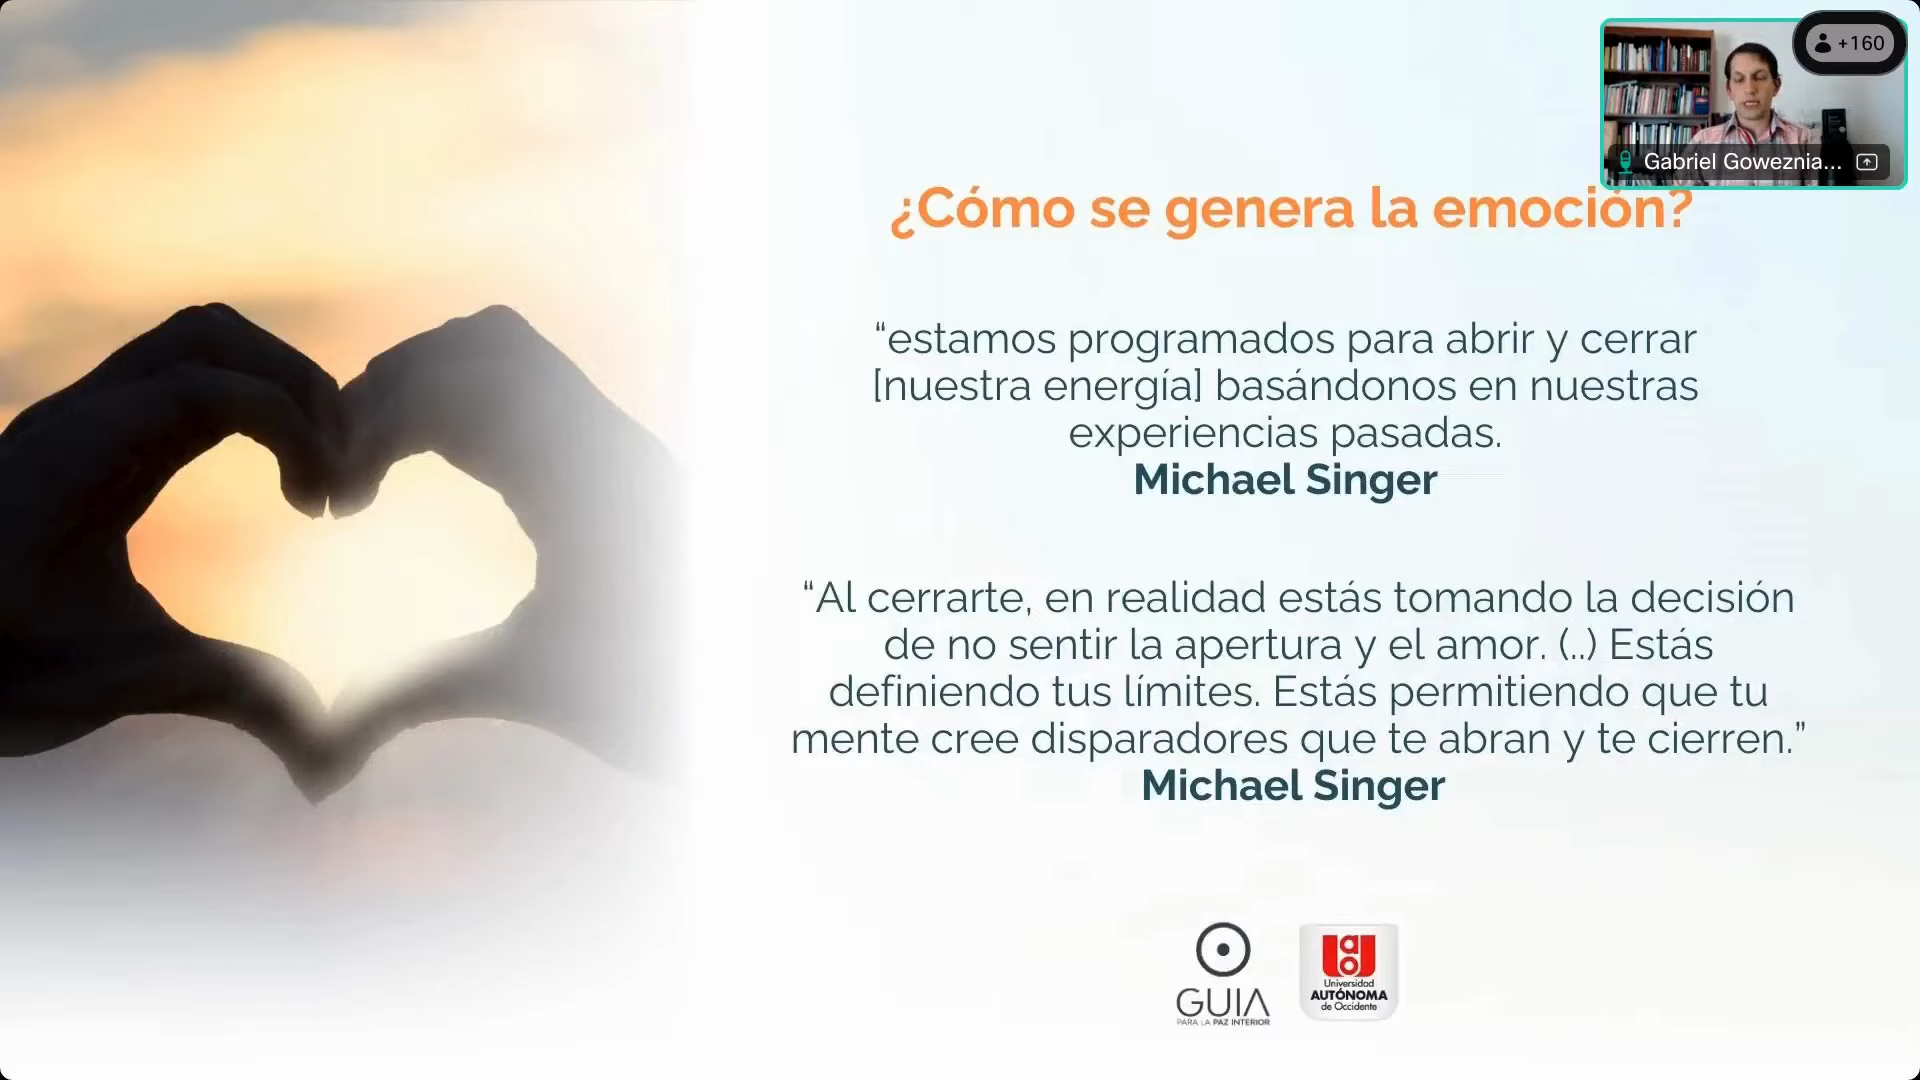 +160
Gabriel Goweznia...
¿Cómo se genera la emoción?
“estamos programados para abrir y cerrar
[nuestra energía] basándonos en nuestras
experiencias pasadas.
Michael Singer
“Al cerrarte, en realidad estás tomando la decisión
de no sentir la apertura y el amor. (..) Estás
definiendo tus límites. Estás permitiendo que tu
mente cree disparadores que te abran y te cierren.”
Michael Singer
GUIA
PARA LA PAZ INTERIOR
uao
Universidad
AUTÓNOMA
de Occidente